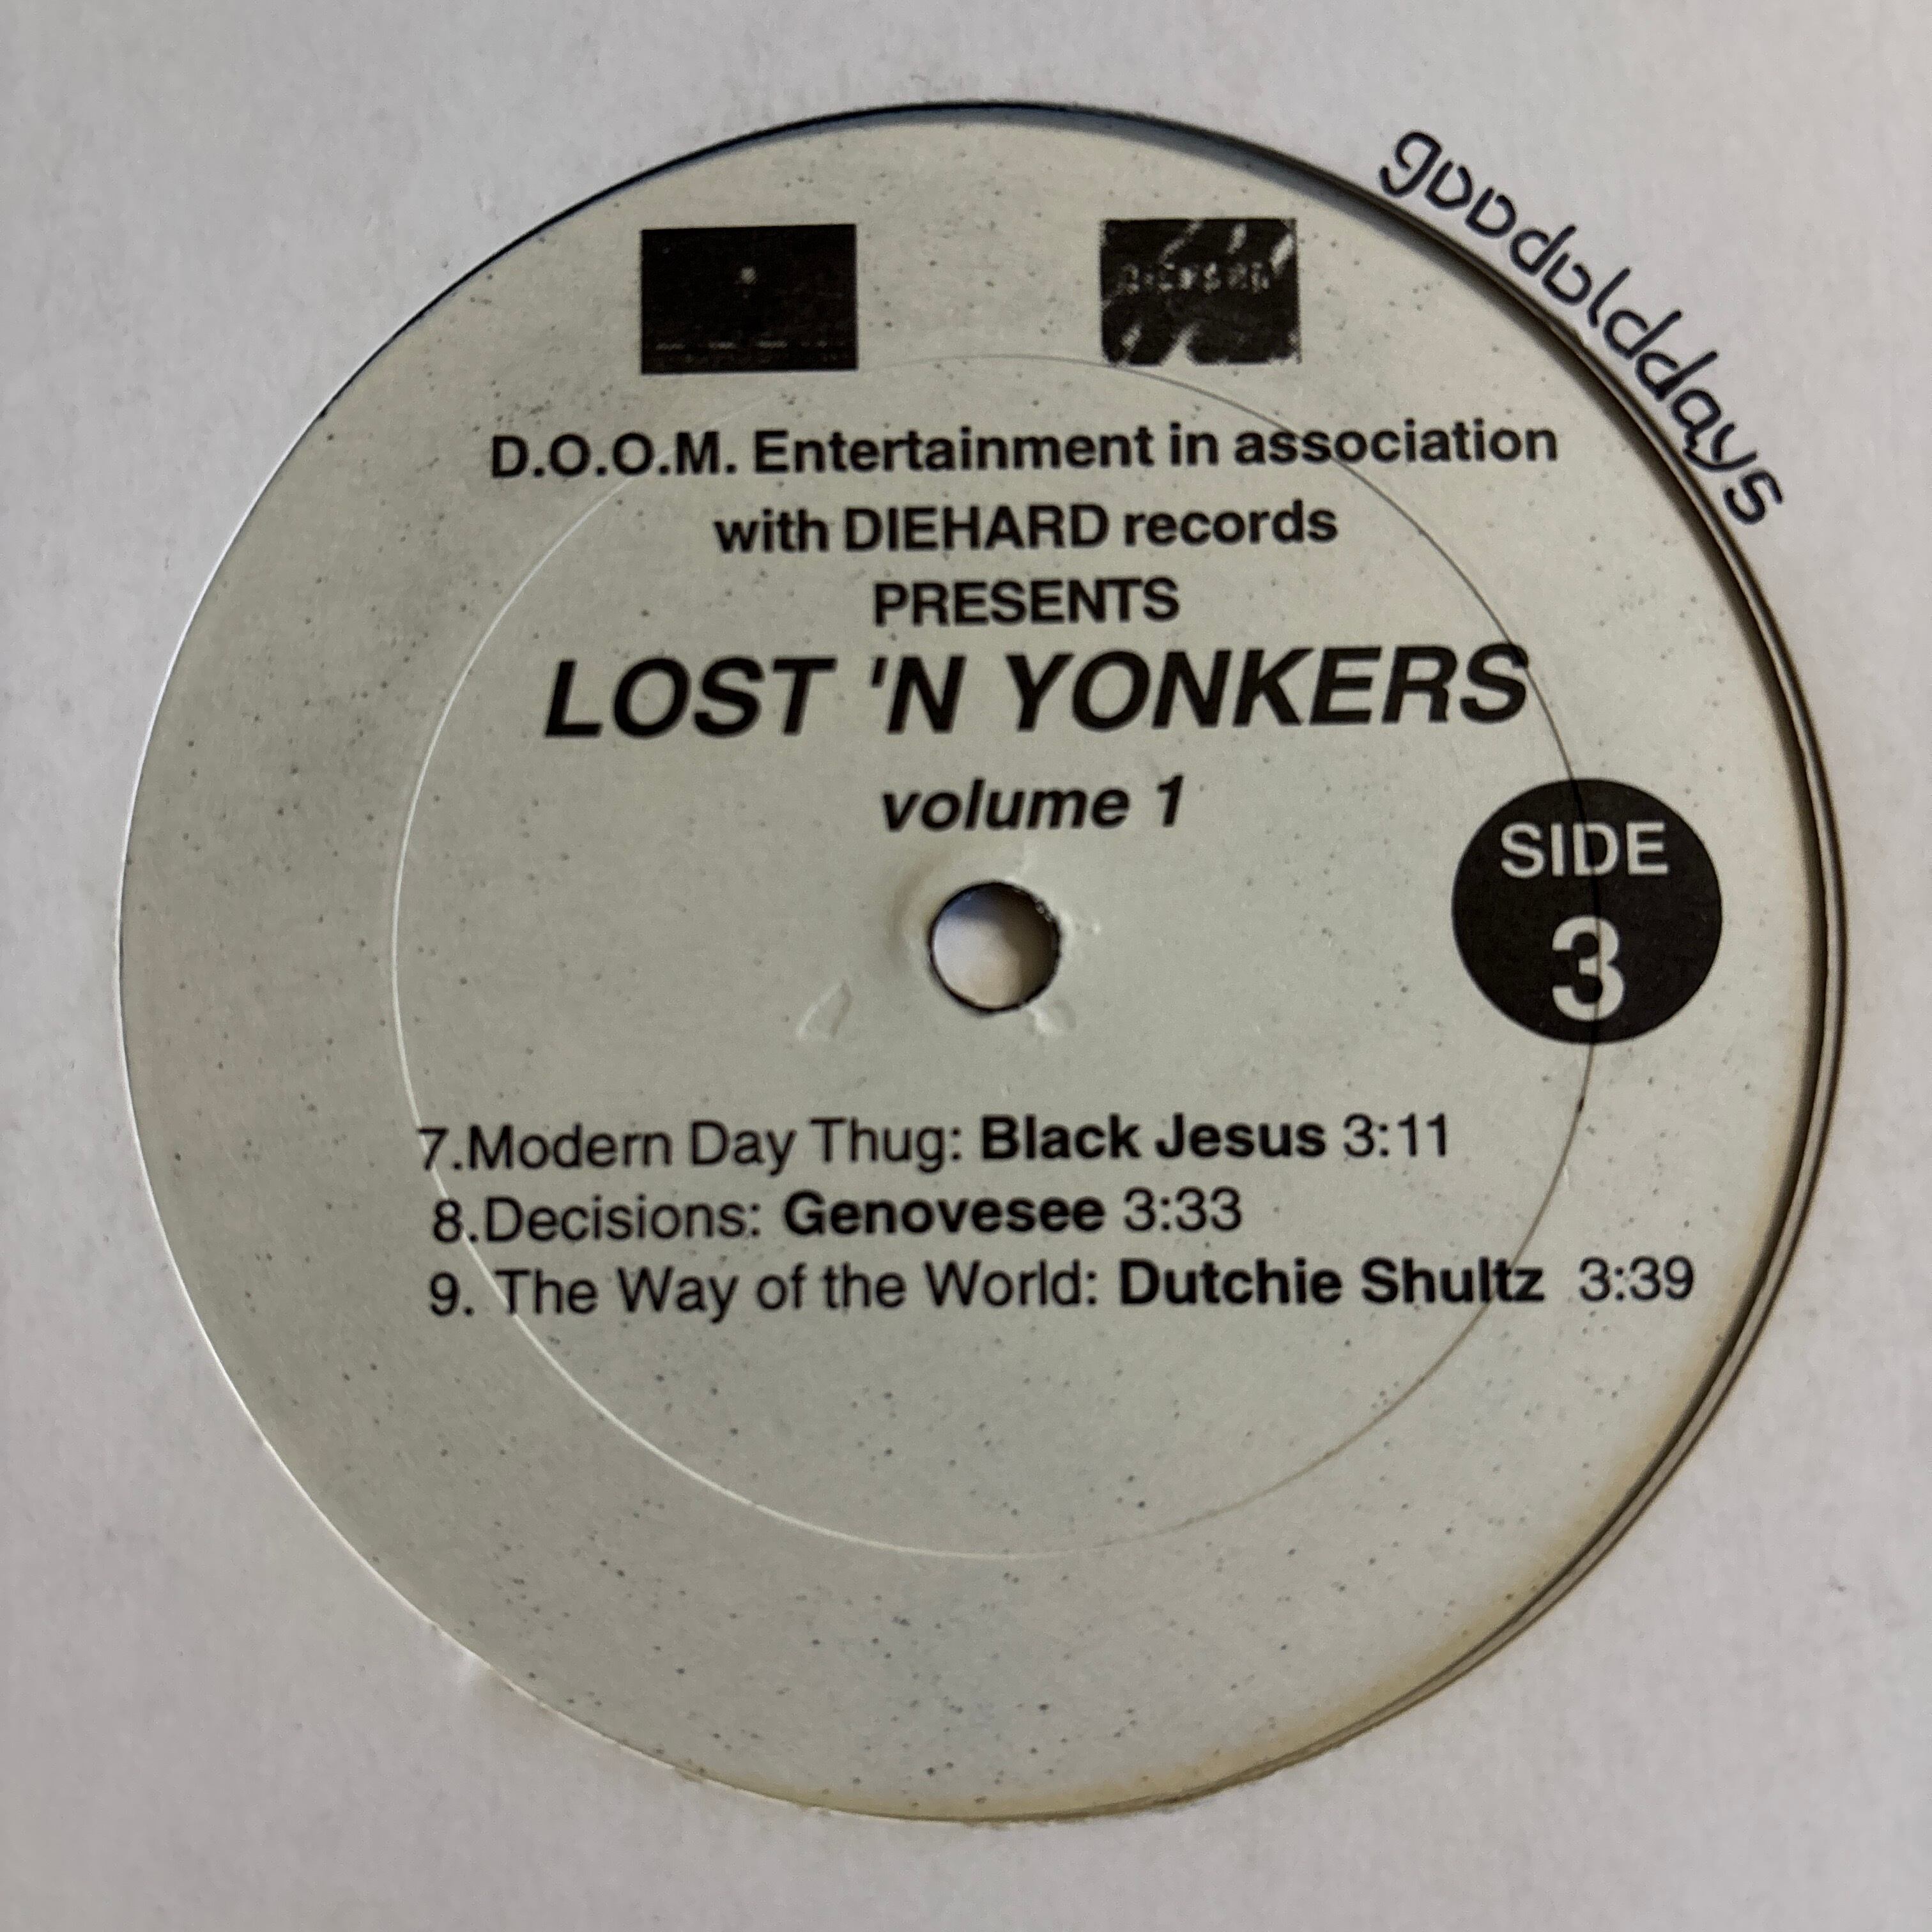 gooddolddays
D.O.O.M. Entertainment in association
with DIEHARD records
PRESENTS
LOST 'N YONKERS
volume 1
SIDE
3
7.Modern Day Thug: Black Jesus 3:11
8.Decisions: Genovesee 3:33
9. The Way of the World: Dutchie Shultz 3:39